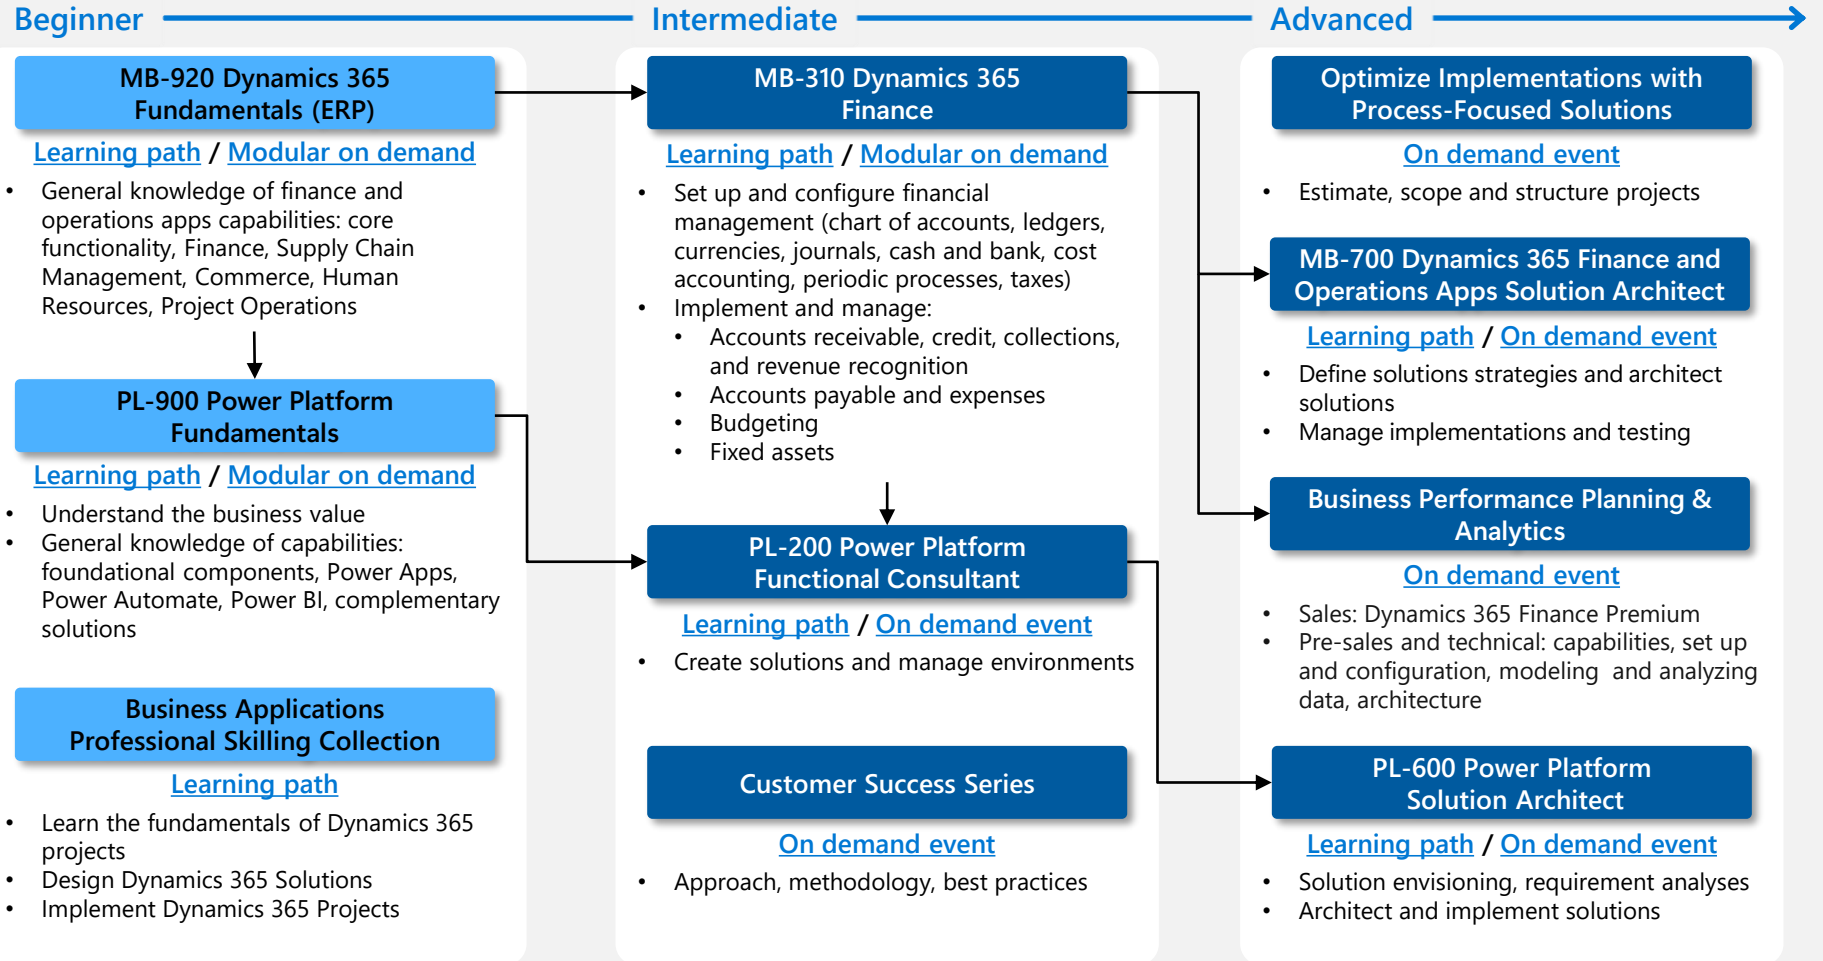 Beginner
Intermediate
Advanced
MB-920 Dynamics 365
Fundamentals (ERP)
Learning path / Modular on demand
• General knowledge of finance and
operations apps capabilities: core
functionality, Finance, Supply Chain
Management, Commerce, Human
Resources, Project Operations
PL-900 Power Platform
Fundamentals
Learning path / Modular on demand
• Understand the business value
• General knowledge of capabilities:
foundational components, Power Apps,
Power Automate, Power BI, complementary
solutions
Business Applications
Professional Skilling Collection
Learning path
• Learn the fundamentals of Dynamics 365
projects
• Design Dynamics 365 Solutions
• Implement Dynamics 365 Projects
MB-310 Dynamics 365
Finance
Learning path / Modular on demand
• Set up and configure financial
management (chart of accounts, ledgers,
currencies, journals, cash and bank, cost
accounting, periodic processes, taxes)
• Implement and manage:
• Accounts receivable, credit, collections,
and revenue recognition
• Accounts payable and expenses
• Budgeting
• Fixed assets
PL-200 Power Platform
Functional Consultant
Learning path / On demand event
• Create solutions and manage environments
Customer Success Series
On demand event
• Approach, methodology, best practices
Optimize Implementations with
Process-Focused Solutions
On demand event
• Estimate, scope and structure projects
MB-700 Dynamics 365 Finance and
Operations Apps Solution Architect
Learning path / On demand event
• Define solutions strategies and architect
solutions
• Manage implementations and testing
Business Performance Planning &
Analytics
On demand event
• Sales: Dynamics 365 Finance Premium
• Pre-sales and technical: capabilities, set up
and configuration, modeling and analyzing
data, architecture
PL-600 Power Platform
Solution Architect
Learning path / On demand event
• Solution envisioning, requirement analyses
• Architect and implement solutions